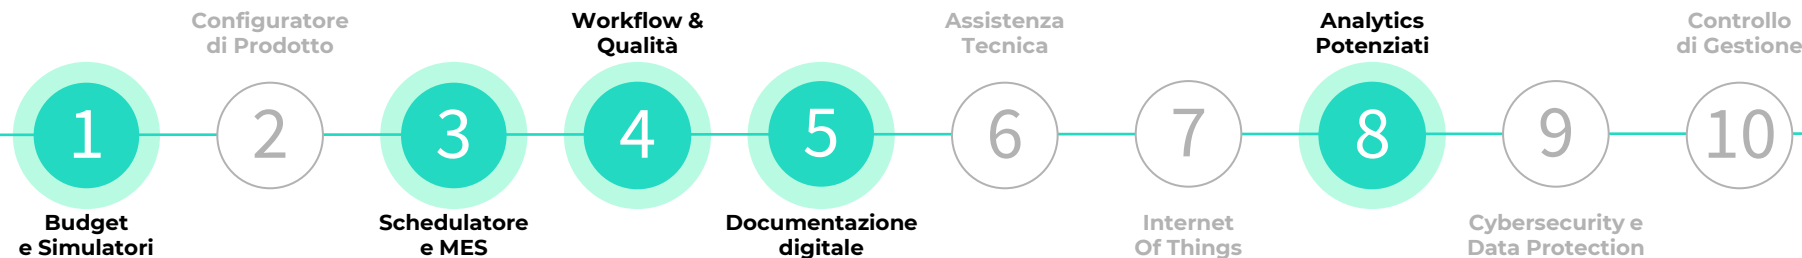 Configuratore
di Prodotto
Workflow &
Qualità
Assistenza
Tecnica
Analytics
Potenziati
Controllo
di Gestione
1
2
3
4
5
6
7
8
9
10
Budget
e Simulatori
Schedulatore
e MES
Documentazione
digitale
Internet
Of Things
Cybersecurity e
Data Protection